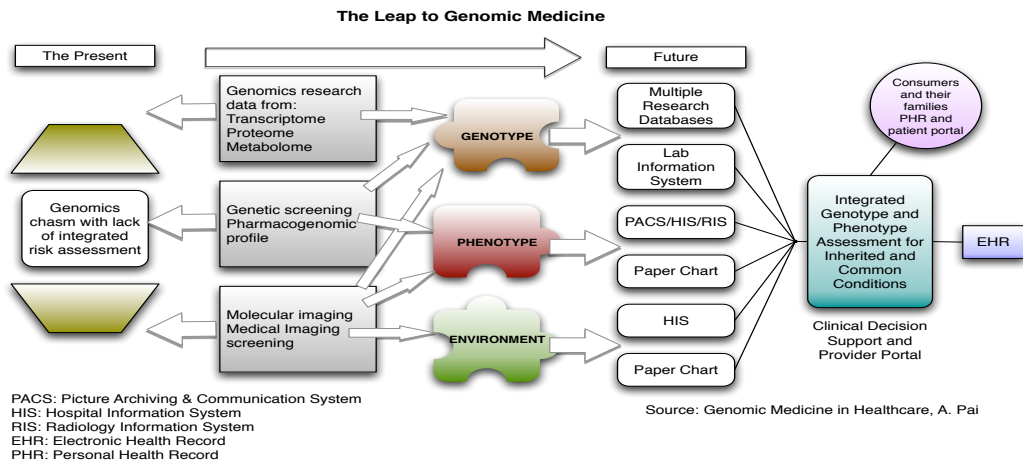 The Leap to Genomic Medicine
The Present
Future
Genomics research
data from:
Transcriptome
Proteome
Metabolome
Genomics
chasm with lack
of integrated
risk assessment
Genetic screening
Pharmacogenomic
profile
Molecular imaging
Medical Imaging
screening
GENOTYPE
PHENOTYPE
ENVIRONMENT
Multiple
Research
Databases
Lab
Information
System
PACS/HIS/RIS
Paper Chart
HIS
Paper Chart
Consumers
and their
families
PHR and
patient portal
Integrated
Genotype and
Phenotype
Assessment for
Inherited and
Common
Conditions
EHR
Clinical Decision
Support and
Provider Portal
PACS: Picture Archiving & Communication System
HIS: Hospital Information System
RIS: Radiology Information System
EHR: Electronic Health Record
PHR: Personal Health Record
Source: Genomic Medicine in Healthcare, A. Pai